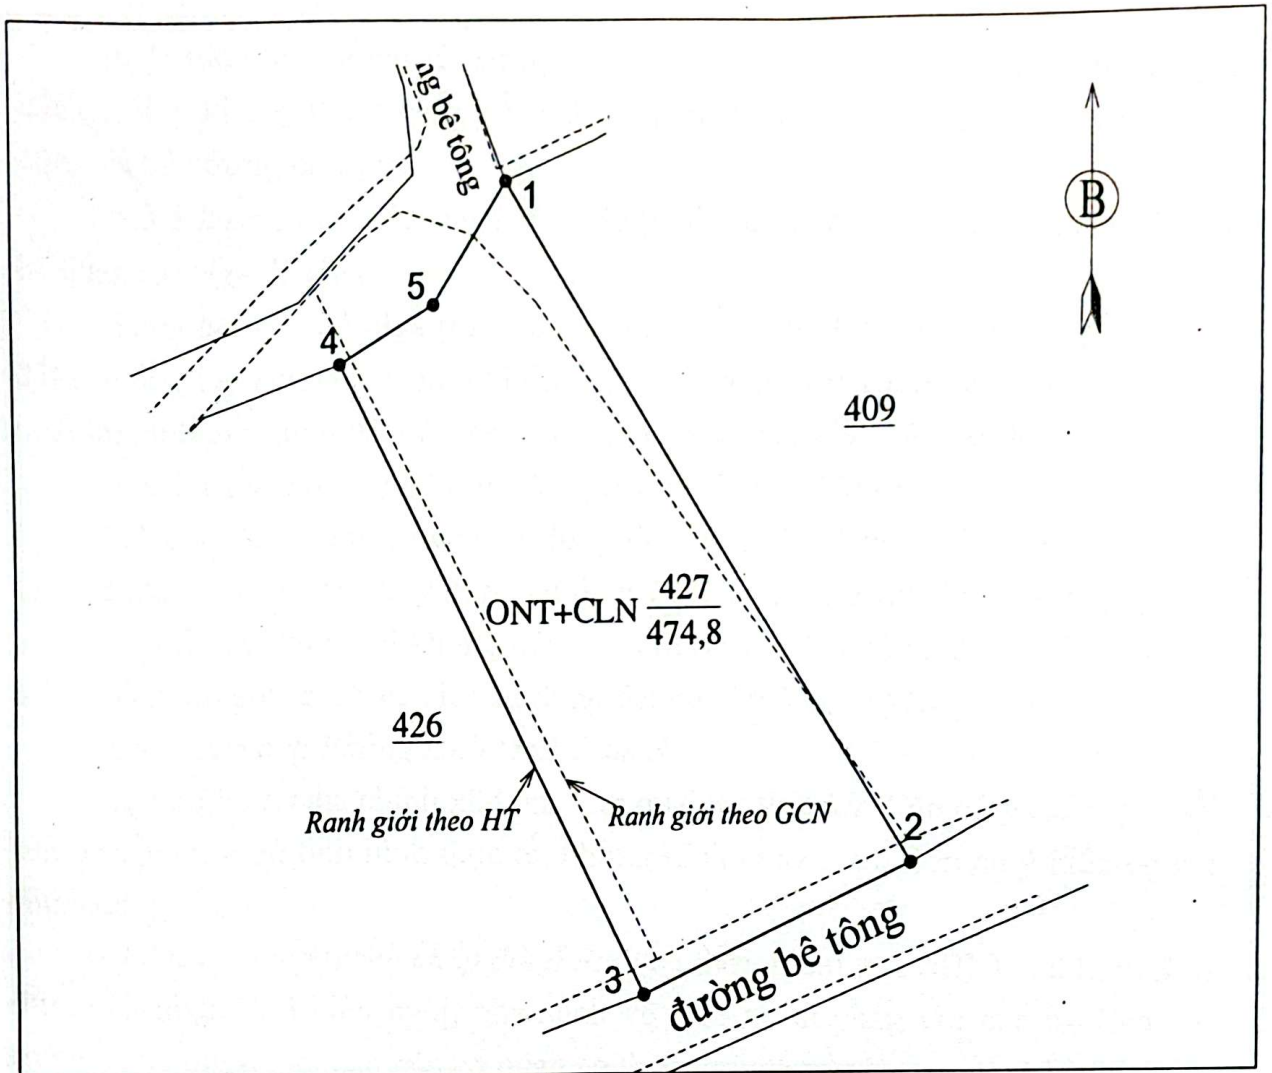 ng bê tông
1
B
5
4
409
ONT+CLN 427
474,8
426
Ranh giới theo HT
Ranh giới theo GCN
2
3
đường bê tông